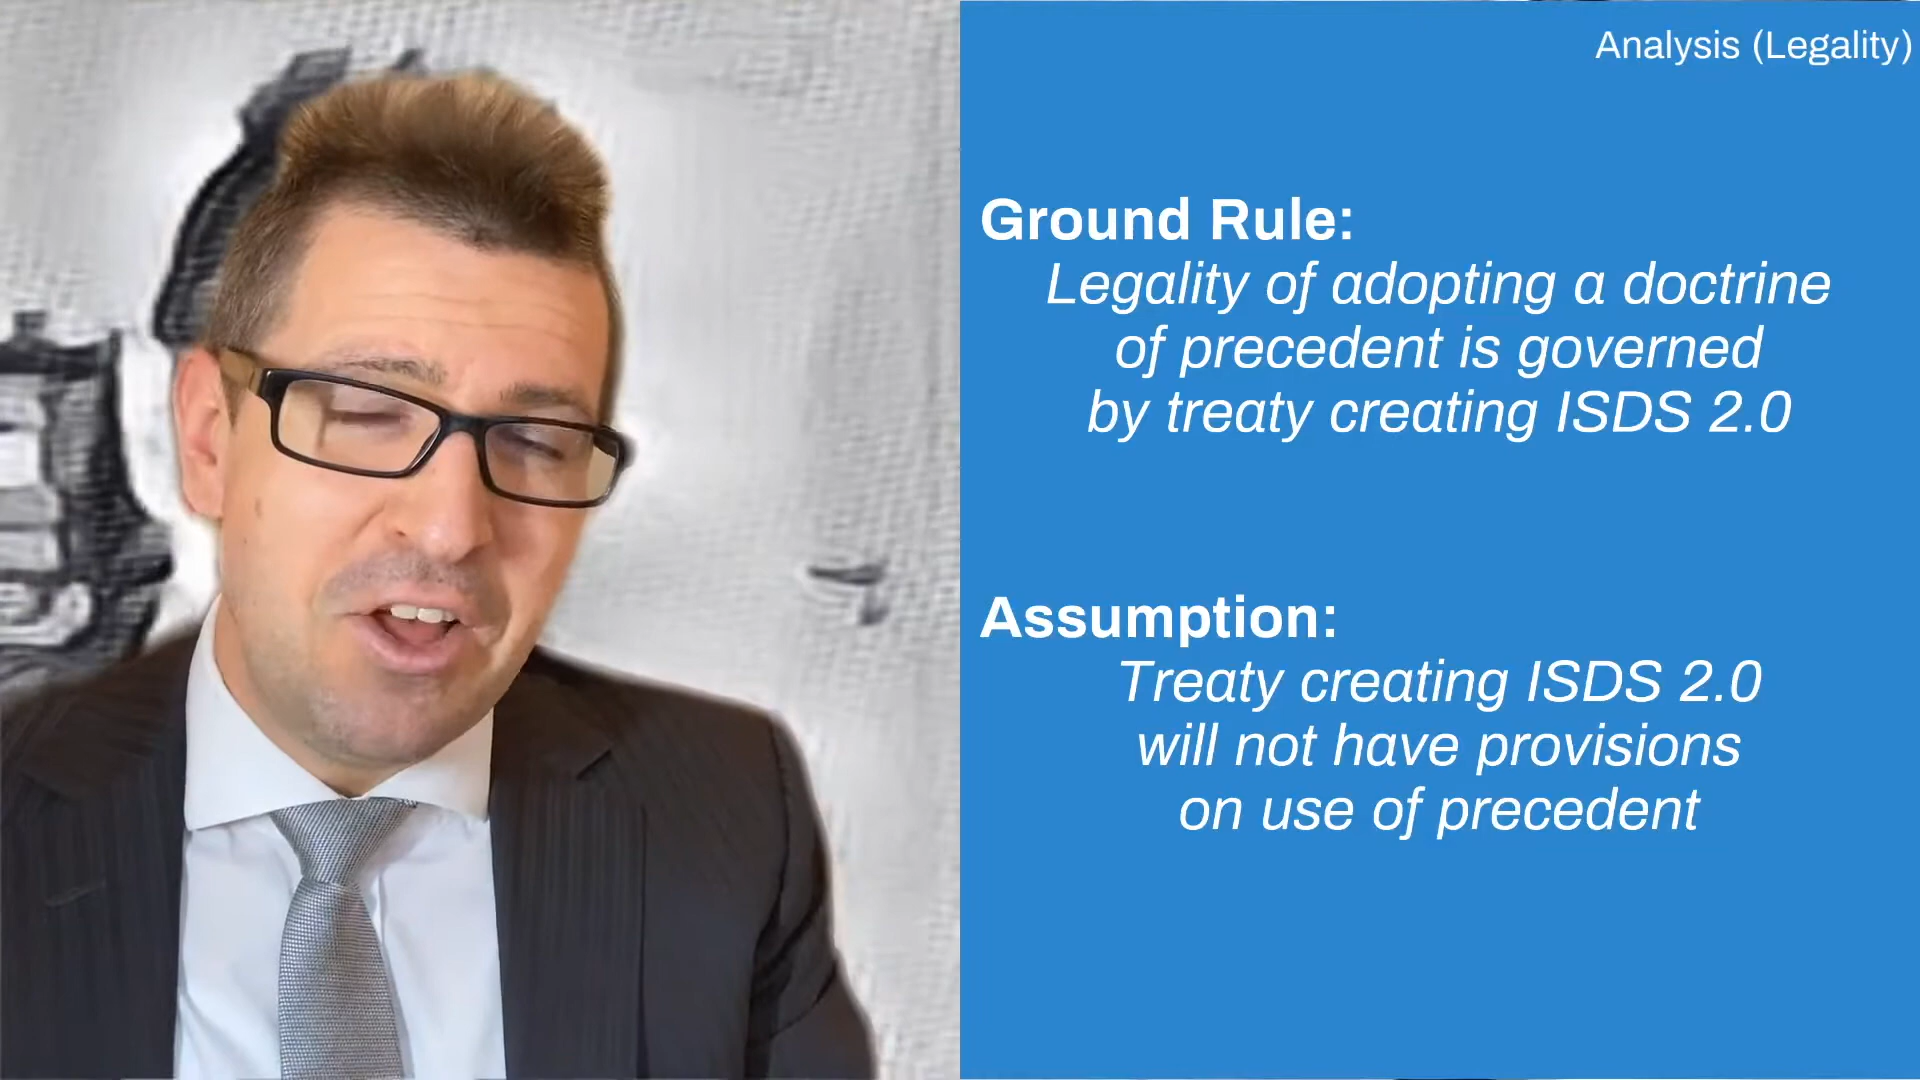 Analysis (Legality)
Ground Rule:
Legality of adopting a doctrine
of precedent is governed
by treaty creating ISDS 2.0
Assumption:
Treaty creating ISDS 2.0
will not have provisions
on use of precedent